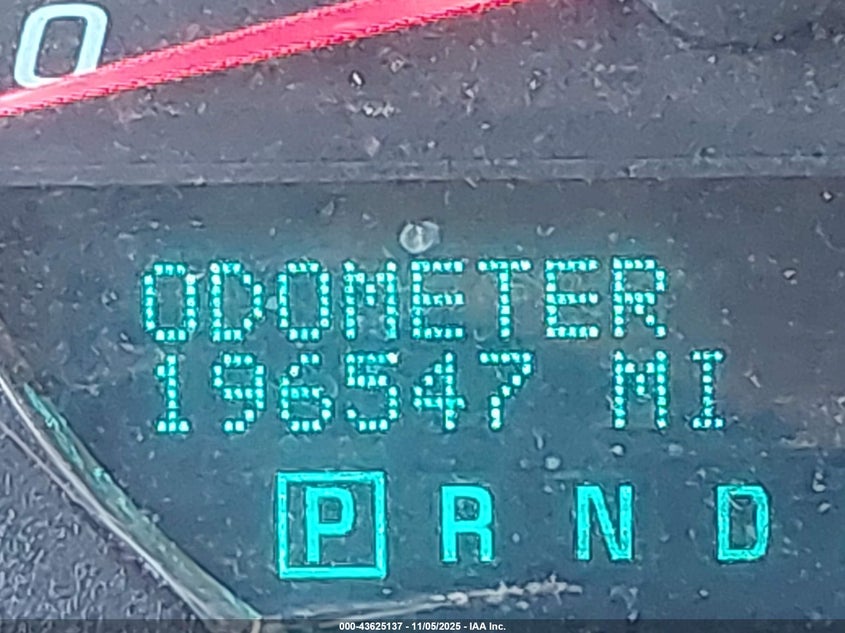 0
ODOMETER
196547 MI
P R N D
000-43625137 - 11/05/2025 - IAA Inc.